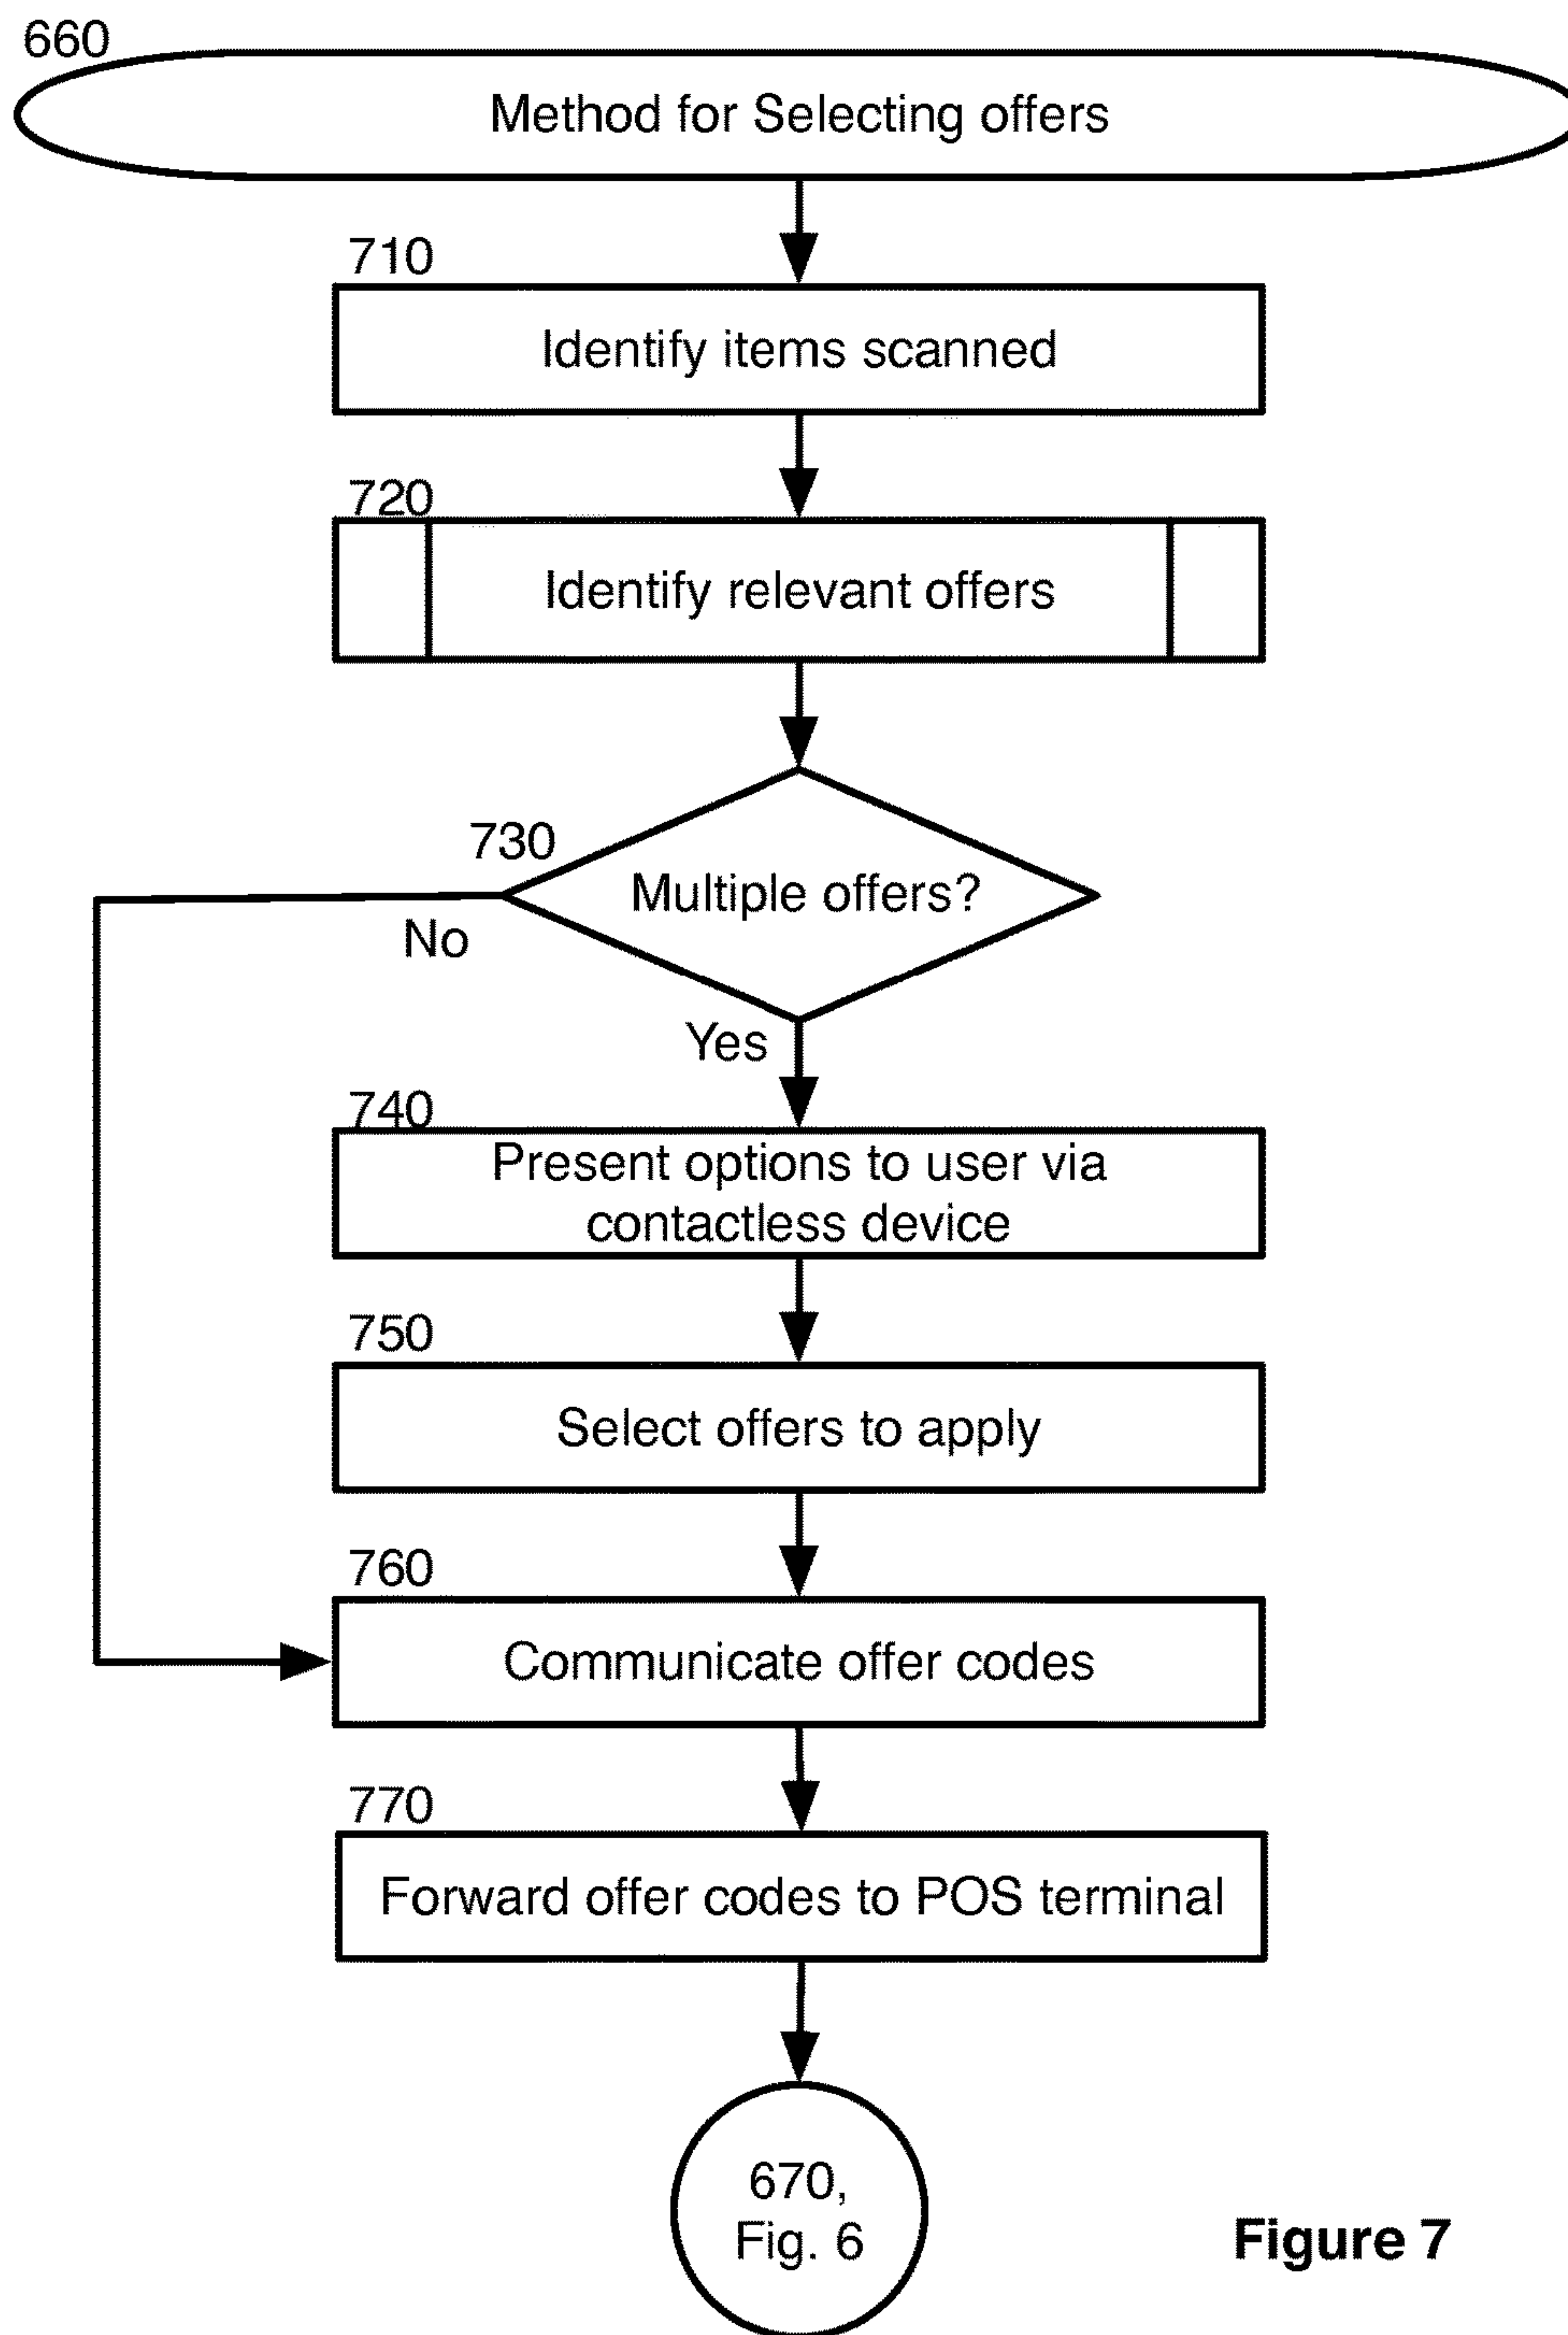 660
Method for Selecting offers
710
Identify items scanned
720
Identify relevant offers
730
Multiple offers?
No
Yes
740
Present options to user via
contactless device
750
Select offers to apply
760
Communicate offer codes
770
Forward offer codes to POS terminal
670,
Fig. 6
Figure 7